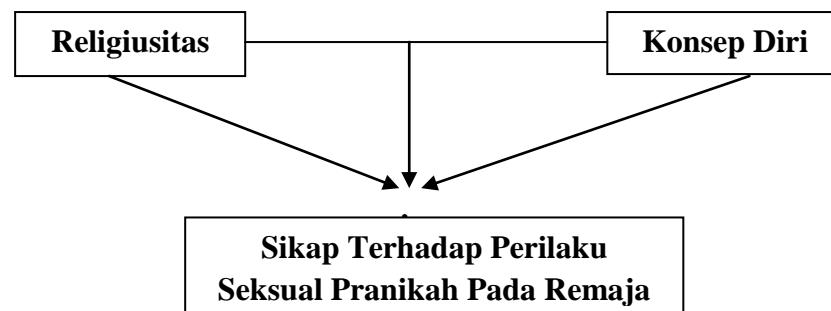 Religiusitas
Konsep Diri
Sikap Terhadap Perilaku
Seksual Pranikah Pada Remaja